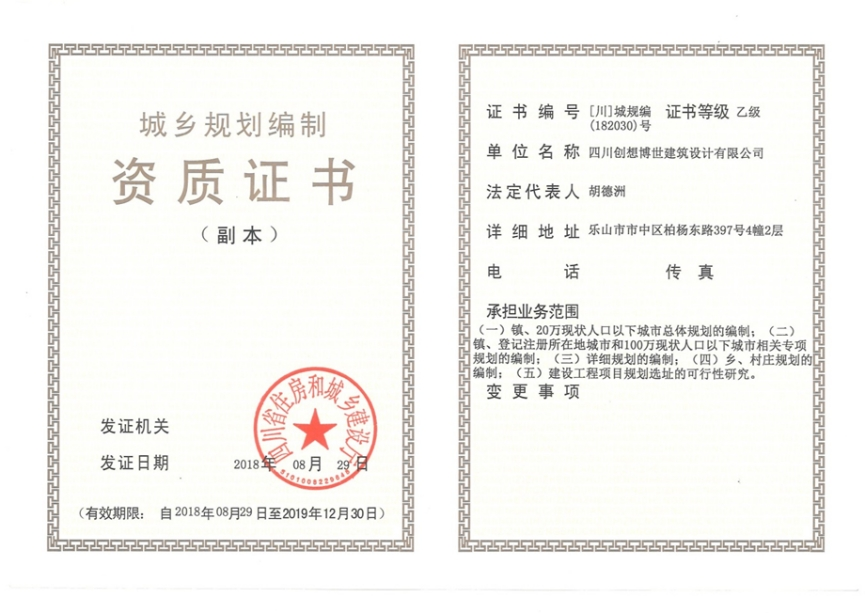 城乡规划编制
资质证书
（副本）
四川省住房和城乡建设厅
发证机关
发证日期 2018年 08月 29日
（有效期限： 自2018年08月29日至2019年12月30日）
证书编号 [川]城规编 证书等级 乙级
(182030)号
单位名称 四川创想博世建筑设计有限公司
法定代表人 胡德洲
详细地址 乐山市市中区柏杨东路397号4幢2层
电话 传真
承担业务范围
（一）镇、20万现状人口以下城市总体规划的编制；（二）
镇、登记注册所在地城市和100万现状人口以下城市相关专项
规划的编制；（三）详细规划的编制；（四）乡、村庄规划的
编制；（五）建设工程项目规划选址的可行性研究。
变更事项